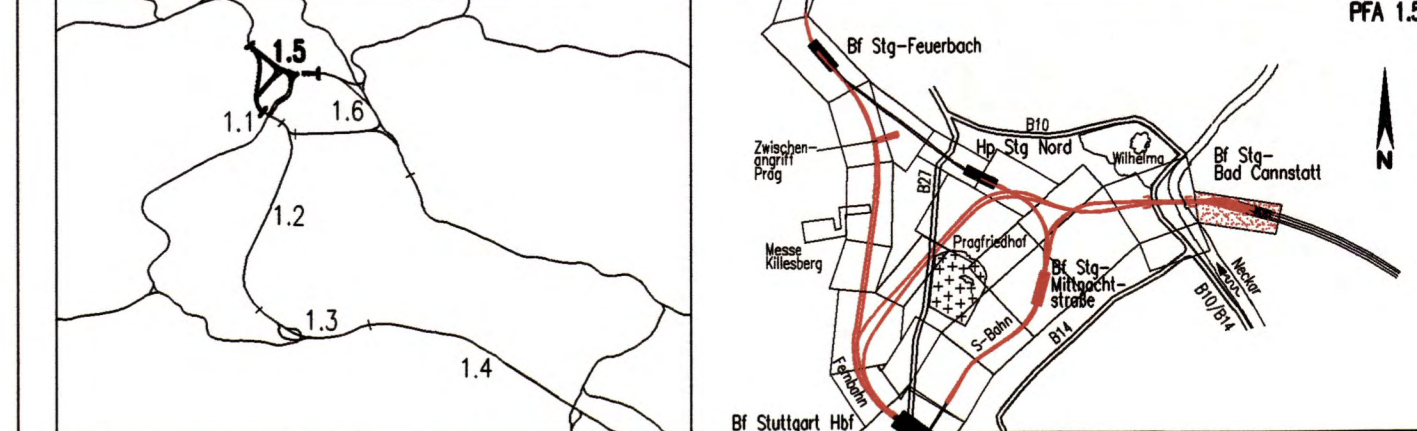 1.5
1.1
1.6
1.2
1.3
1.4
PFA 1.5
Bf Stg-Feuerbach
B10
Zwischen-
angriff
Prag
Hp Stg Nord
Wilhelma
Bf Stg-
Bad Cannstatt
N
B27
Messe
Killesberg
Pragfriedhof
Bf Stg-
Mittnacht-
straße
Neckar
B10/B14
S-Bahn
B14
Fernbahn
Bf Stuttgart Hbf